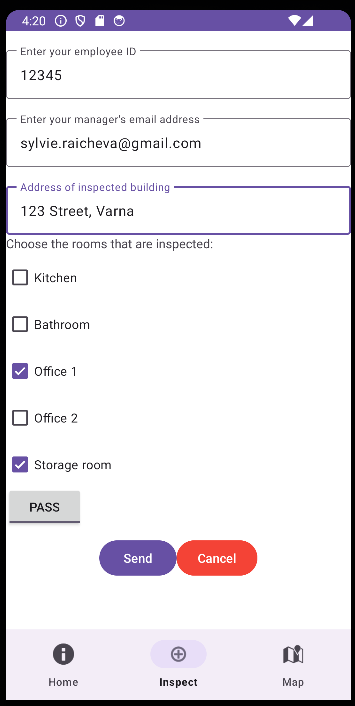 4:20
Enter your employee ID
12345
Enter your manager's email address
sylvie.raicheva@gmail.com
Address of inspected building
123 Street, Varna
Choose the rooms that are inspected:
Kitchen
Bathroom
Office 1
Office 2
Storage room
PASS
Send Cancel
Home Inspect Map